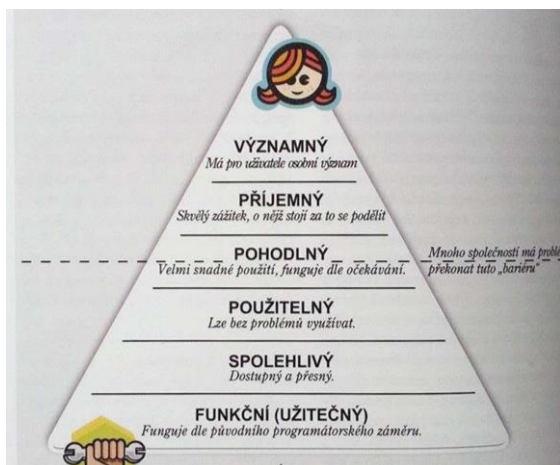 VÝZNAMNÝ
Má pro uživatele osobní význam
PŘÍJEMNÝ
Skvělý zážitek, o nějž stojí za to se podělit
POHODLNÝ
Velmi snadné použití, funguje dle očekávání.
Mnoho společností má
překonat tuto „bariéru“
POUŽITELNÝ
Lze bez problémů využívat.
SPOLEHLIVÝ
Dostupný a přesný.
FUNKČNÍ (UŽITEČNÝ)
Funguje dle původního programátorského záměru.